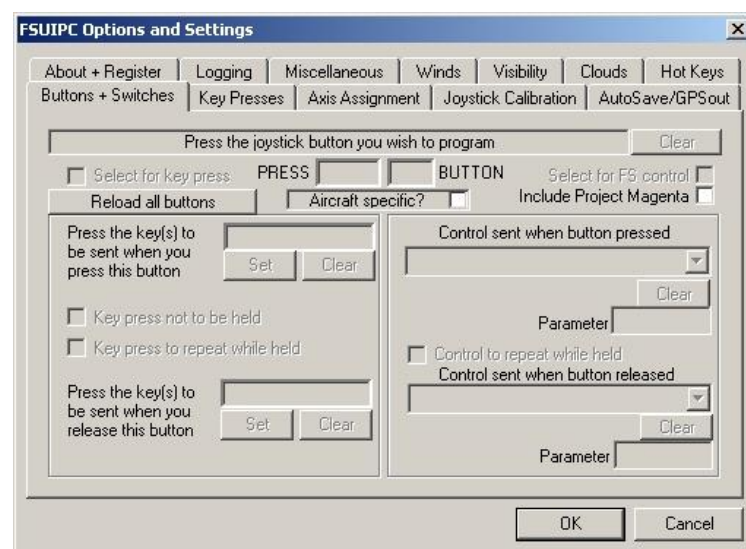 FSUIPC Options and Settings
About + Register Logging Miscellaneous Winds Visibility Clouds Hot Keys
Buttons + Switches Key Presses Axis Assignment Joystick Calibration AutoSave/GPSout
Press the joystick button you wish to program Clear
Select for key press PRESS BUTTON Select for FS control
Reload all buttons Aircraft specific? Include Project Magenta
Press the key(s) to
be sent when you
press this button
Set Clear
Key press not to be held
Key press to repeat while held
Press the key(s) to
be sent when you
release this button
Set Clear
Control sent when button pressed
Clear
Parameter
Control to repeat while held
Control sent when button released
Clear
Parameter
OK Cancel